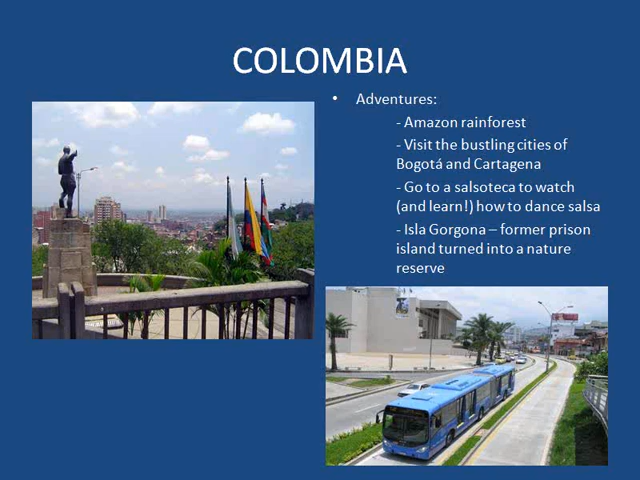 COLOMBIA
• Adventures:
- Amazon rainforest
- Visit the bustling cities of
Bogotá and Cartagena
- Go to a salsoteca to watch
(and learn!) how to dance salsa
- Isla Gorgona – former prison
island turned into a nature
reserve